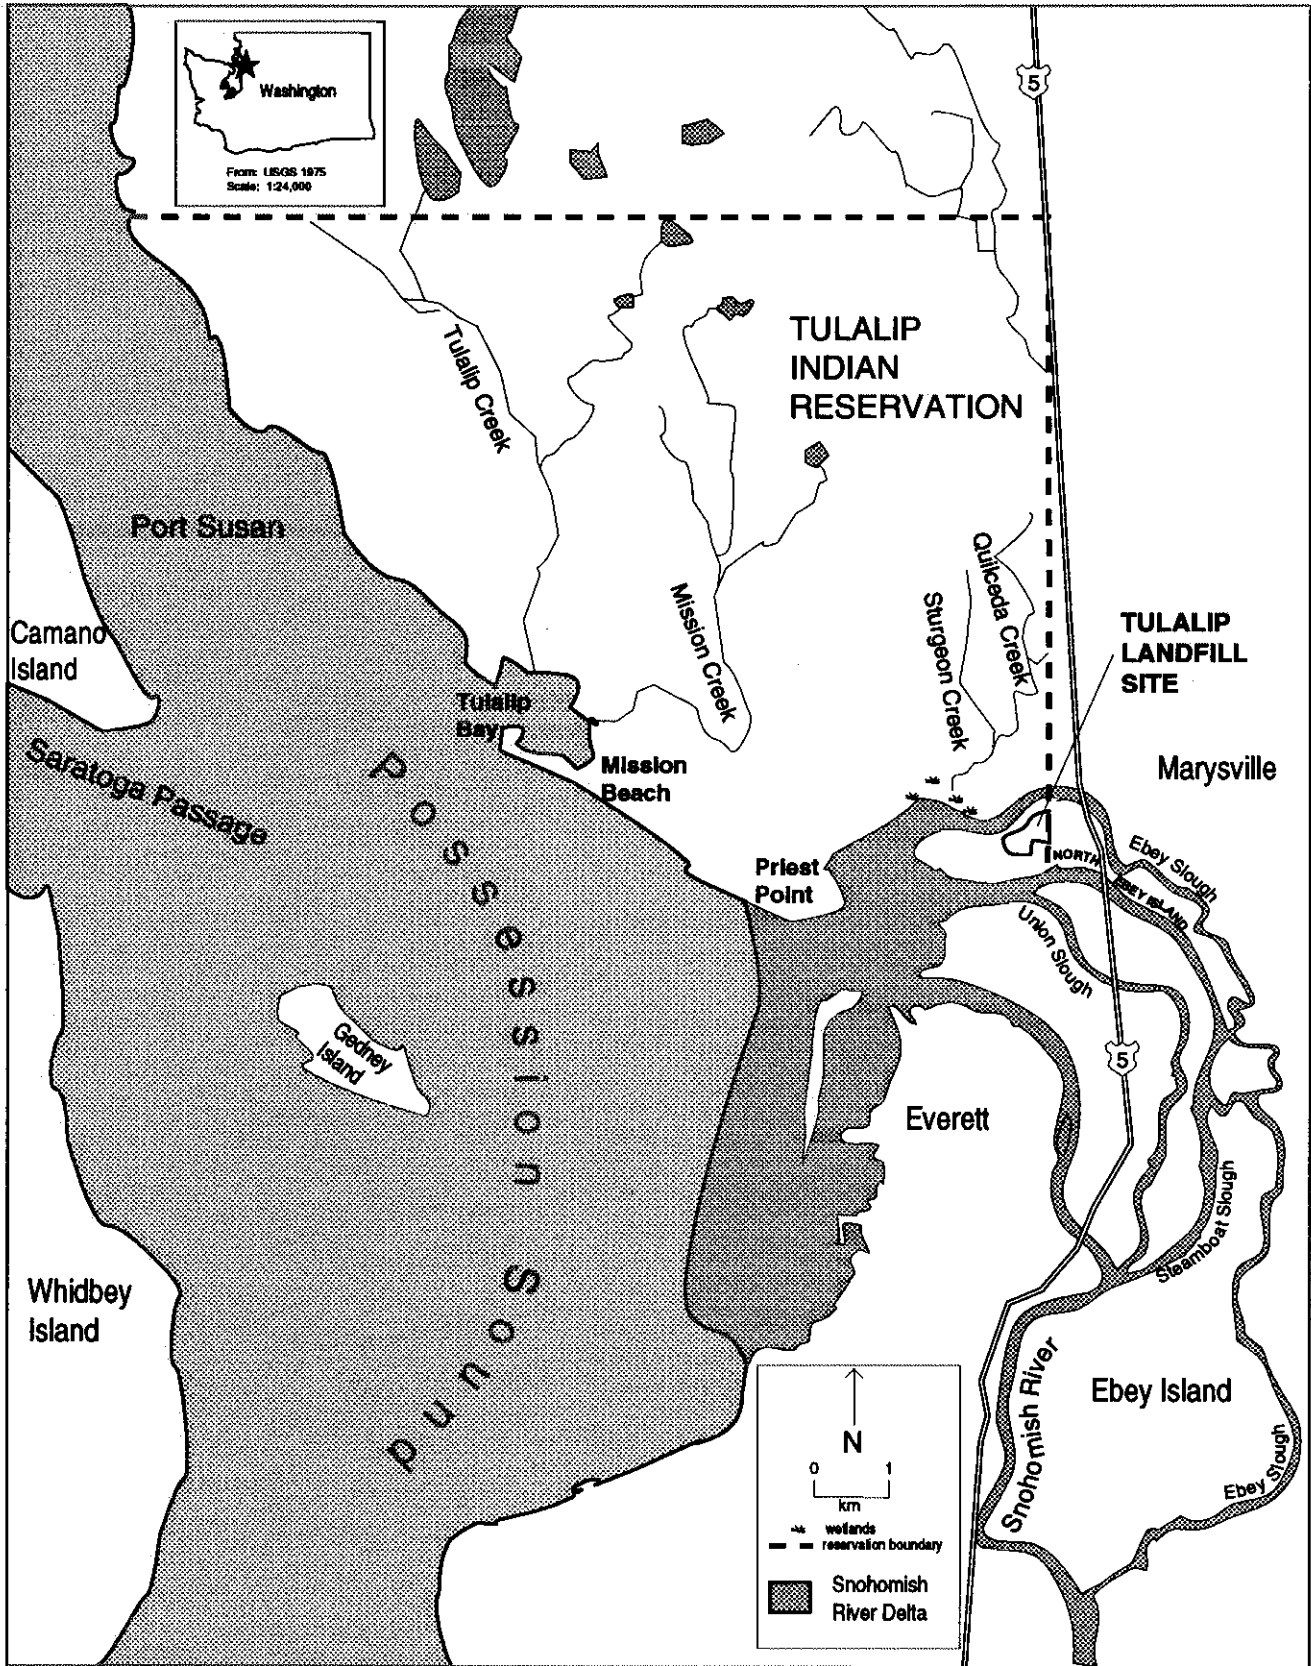 5
Washington
From: USGS 1975
Scale: 1:24,000
TULALIP
INDIAN
RESERVATION
Tulalip Creek
Port Susan
Quilceda Creek
Sturgeon Creek
Mission Creek
Camano
Island
TULALIP
LANDFILL
SITE
Tulalip
Bay
Mission
Beach
Marysville
Saratoga Passage
Possession Sound
Priest
Point
NORTH
EBEY ISLAND
Ebey Slough
Union Slough
Gedney
Island
5
Everett
Steamboat Slough
Whidbey
Island
Snohomish River
Ebey Island
Ebey Slough
N
0 1
km
wetlands
reservation boundary
Snohomish
River Delta